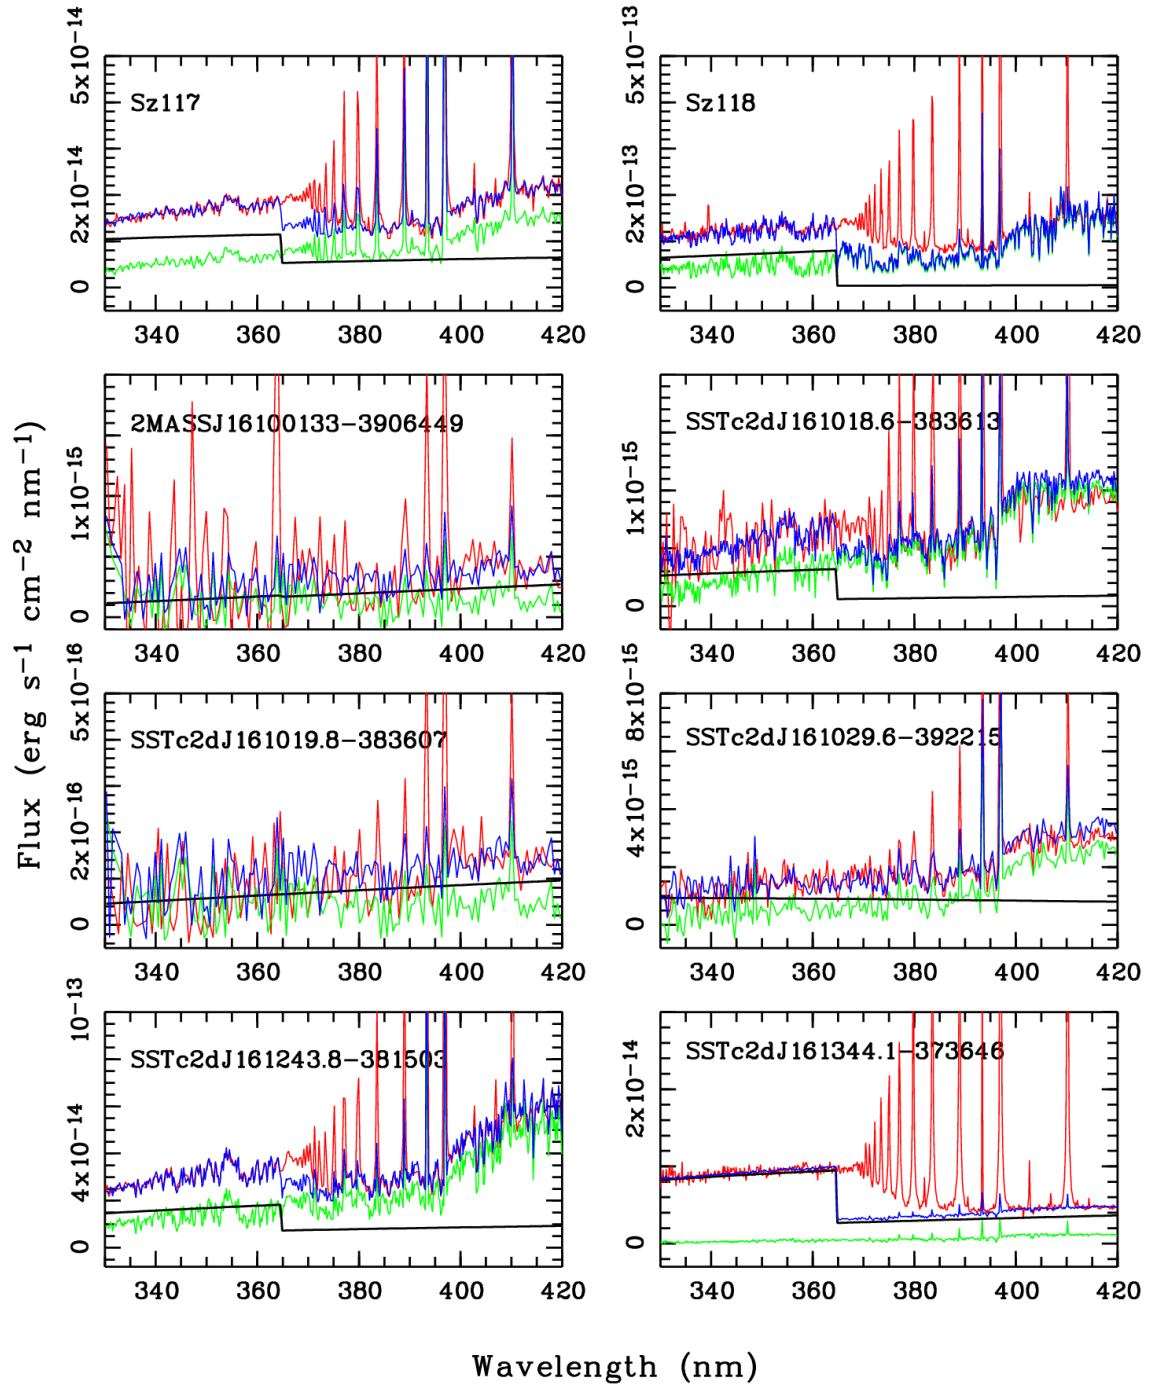 Flux (erg s−1 cm−2 nm−1)
0 2x10−14 5x10−14
Sz117
340 360 380 400 420
0 2x10−13 5x10−13
Sz118
340 360 380 400 420
0 1x10−15
2MASSJ16100133−3906449
340 360 380 400 420
0 1x10−15
SSTc2dJ161018.6−383613
340 360 380 400 420
0 2x10−16 5x10−16
SSTc2dJ161019.8−383607
340 360 380 400 420
0 4x10−15 8x10−15
SSTc2dJ161029.6−392215
340 360 380 400 420
0 4x10−14 10−13
SSTc2dJ161243.8−381503
340 360 380 400 420
0 2x10−14
SSTc2dJ161344.1−373646
340 360 380 400 420
Wavelength (nm)